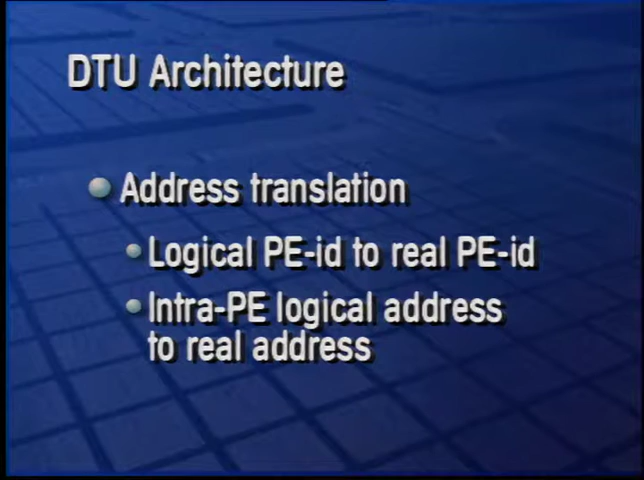 DTU Architecture
Address translation
Logical PE-id to real PE-id
Intra-PE logical address
to real address